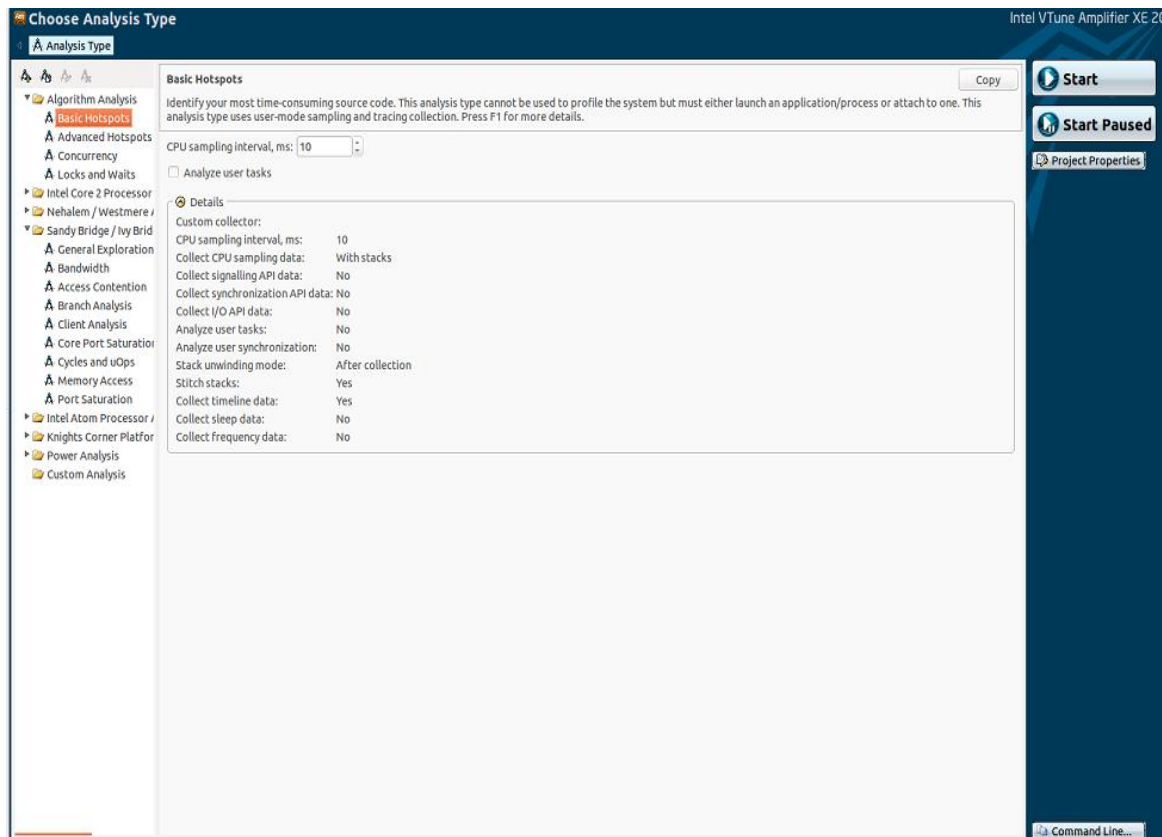 Choose Analysis Type
Intel VTune Amplifier XE 20
Analysis Type
Algorithm Analysis
Basic Hotspots
Advanced Hotspots
Concurrency
Locks and Waits
Intel Core 2 Processor
Nehalem / Westmere
Sandy Bridge / Ivy Brid
General Exploration
Bandwidth
Access Contention
Branch Analysis
Client Analysis
Core Port Saturation
Cycles and uOps
Memory Access
Port Saturation
Intel Atom Processor
Knights Corner Platfor
Power Analysis
Custom Analysis
Basic Hotspots
Copy
Identify your most time-consuming source code. This analysis type cannot be used to profile the system but must either launch an application/process or attach to one. This
analysis type uses user-mode sampling and tracing collection. Press F1 for more details.
CPU sampling interval, ms: 10
Analyze user tasks
Details
Custom collector:
CPU sampling interval, ms: 10
Collect CPU sampling data: With stacks
Collect signalling API data: No
Collect synchronization API data: No
Collect I/O API data: No
Analyze user tasks: No
Analyze user synchronization: No
Stack unwinding mode: After collection
Stitch stacks: Yes
Collect timeline data: Yes
Collect sleep data: No
Collect frequency data: No
Start
Start Paused
Project Properties
Command Line...